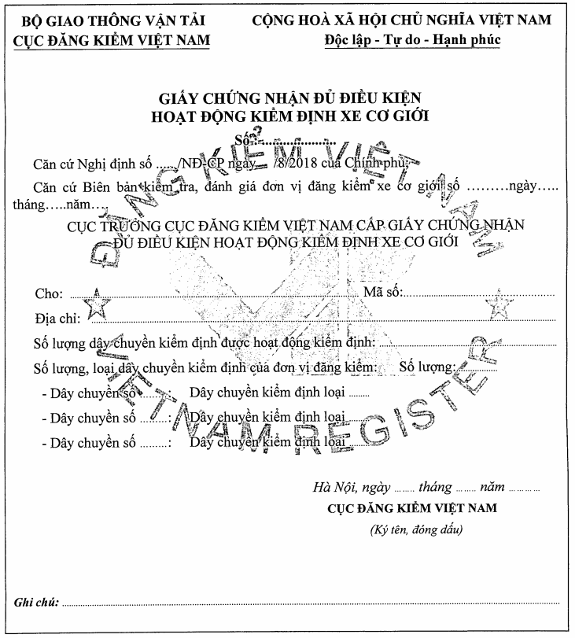 BỘ GIAO THÔNG VẬN TẢI
CỤC ĐĂNG KIỂM VIỆT NAM
CỘNG HOÀ XÃ HỘI CHỦ NGHĨA VIỆT NAM
Độc lập - Tự do - Hạnh phúc
GIẤY CHỨNG NHẬN ĐỦ ĐIỀU KIỆN
HOẠT ĐỘNG KIỂM ĐỊNH XE CƠ GIỚI
Số:.....................
Căn cứ Nghị định số ...../NĐ-CP ngày..../8/2018 của Chính phủ;
Căn cứ Biên bản kiểm tra, đánh giá đơn vị đăng kiểm xe cơ giới số .........ngày.....
tháng.....năm....
CỤC TRƯỞNG CỤC ĐĂNG KIỂM VIỆT NAM CẤP GIẤY CHỨNG NHẬN
ĐỦ ĐIỀU KIỆN HOẠT ĐỘNG KIỂM ĐỊNH XE CƠ GIỚI
Cho: ........................................ Mã số:........................................
Địa chỉ: ................................................................................
Số lượng dây chuyền kiểm định được hoạt động kiểm định: ........................................
Số lượng, loại dây chuyền kiểm định của đơn vị đăng kiểm: Số lượng: ..........
- Dây chuyền số ........: Dây chuyền kiểm định loại .......
- Dây chuyền số ........: Dây chuyền kiểm định loại .......
- Dây chuyền số ........: Dây chuyền kiểm định loại .......
Hà Nội, ngày ....... tháng ....... năm ..........
CỤC ĐĂNG KIỂM VIỆT NAM
(Ký tên, đóng dấu)
Ghi chú: ................................................................................
ĐĂNG KIỂM VIỆT NAM
VIETNAM REGISTER